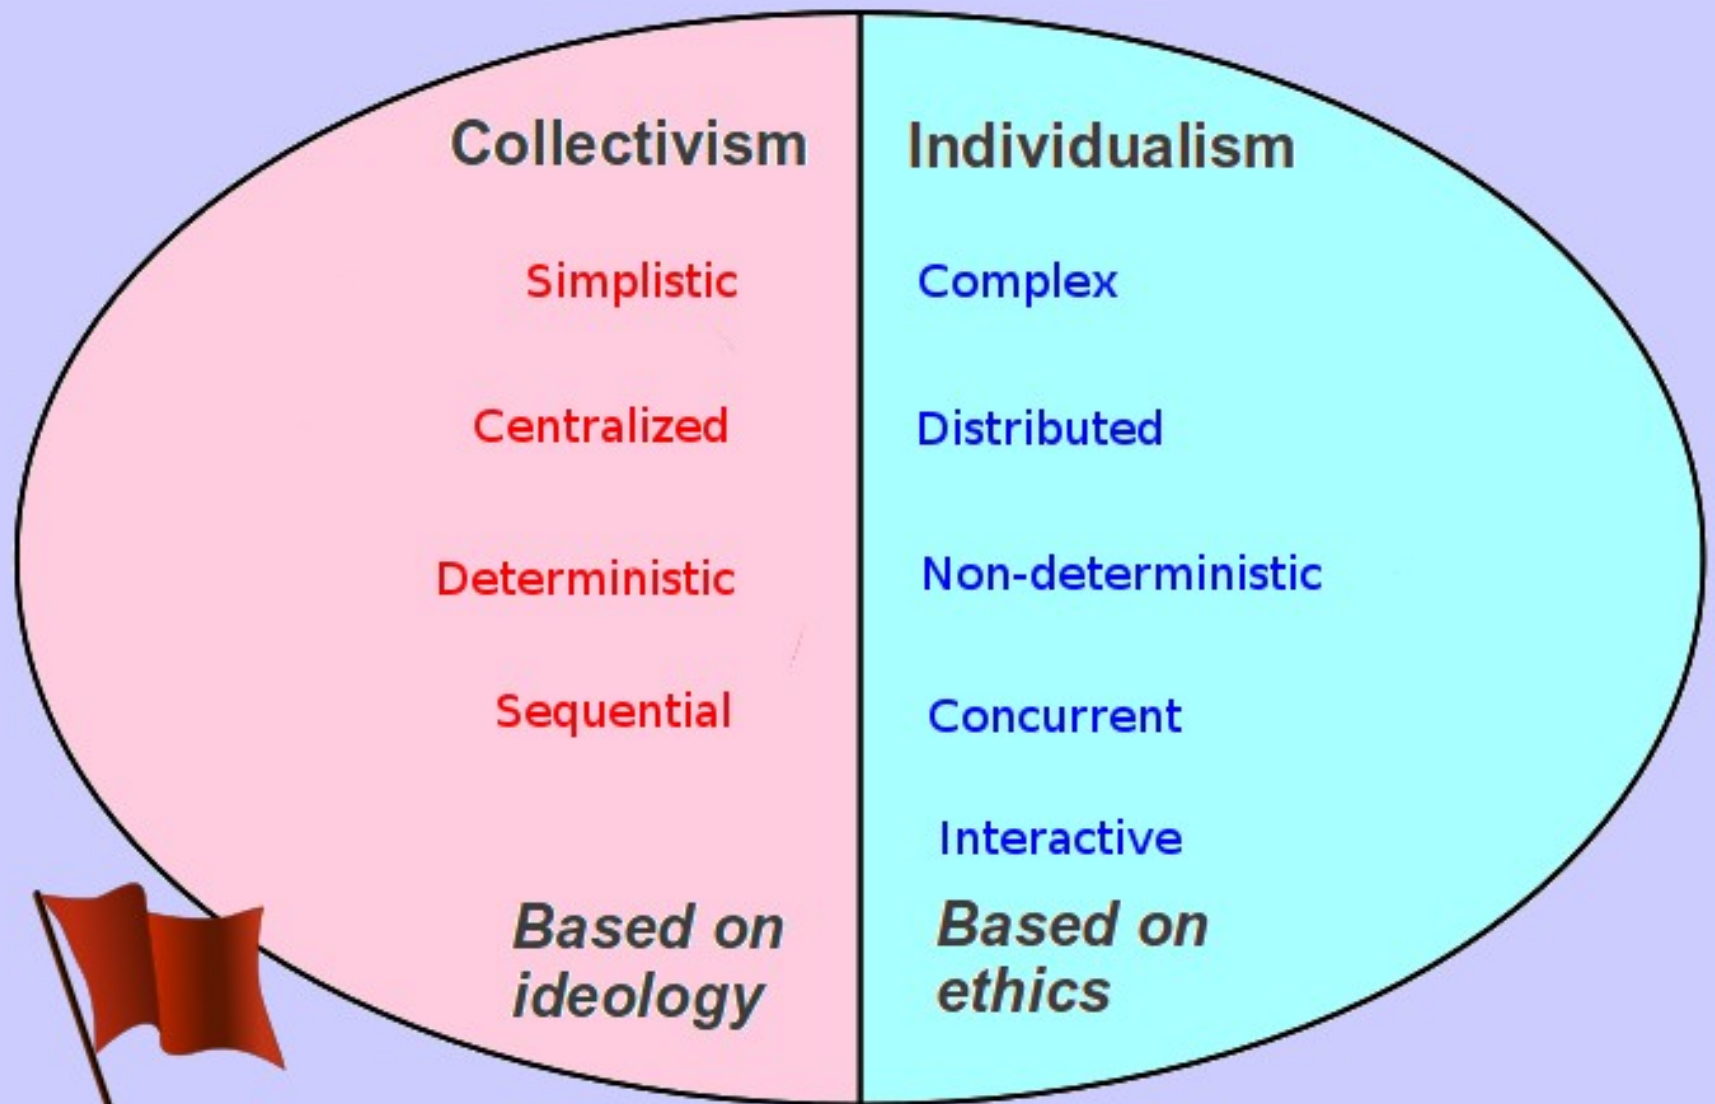 Collectivism
Simplistic
Centralized
Deterministic
Sequential
Based on
ideology
Individualism
Complex
Distributed
Non-deterministic
Concurrent
Interactive
Based on
ethics